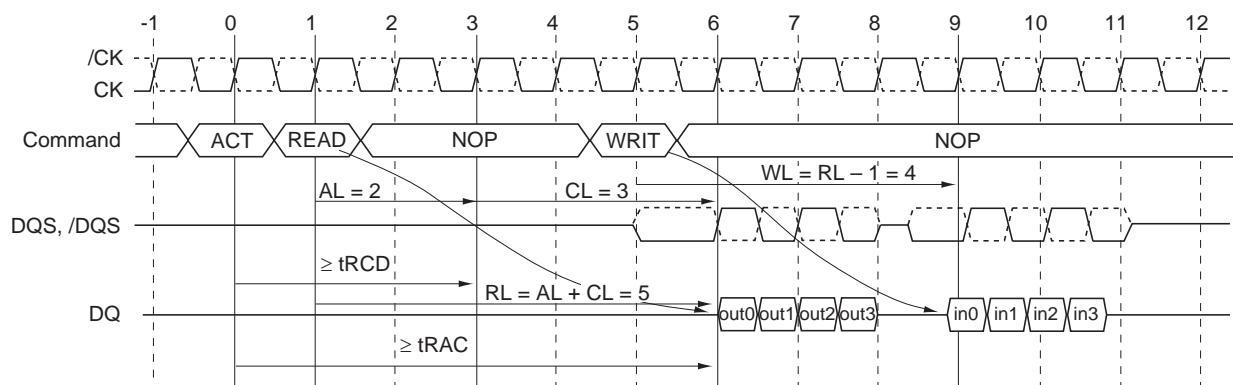 -1 0 1 2 3 4 5 6 7 8 9 10 11 12
/CK
CK
Command ACT READ NOP WRIT NOP
WL = RL – 1 = 4
AL = 2 CL = 3
DQS, /DQS
≥ tRCD
RL = AL + CL = 5
DQ out0 out1 out2 out3 in0 in1 in2 in3
≥ tRAC